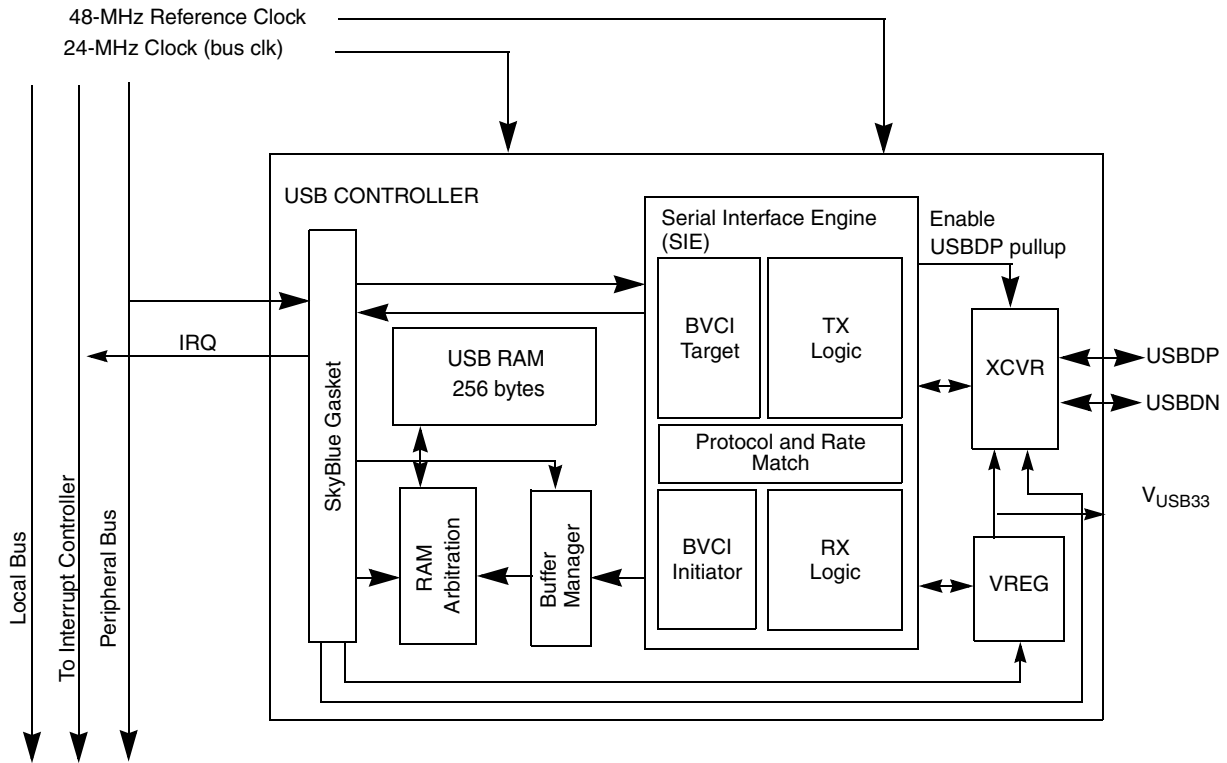 48-MHz Reference Clock
24-MHz Clock (bus clk)
USB CONTROLLER
Serial Interface Engine
(SIE)
Enable
USBDP pullup
BVCI
Target
TX
Logic
XCVR
USBDP
USBDN
IRQ
USB RAM
256 bytes
SkyBlue Gasket
Protocol and Rate
Match
VUSB33
RAM
Arbitration
Buffer
Manager
BVCI
Initiator
RX
Logic
VREG
Local Bus
To Interrupt Controller
Peripheral Bus